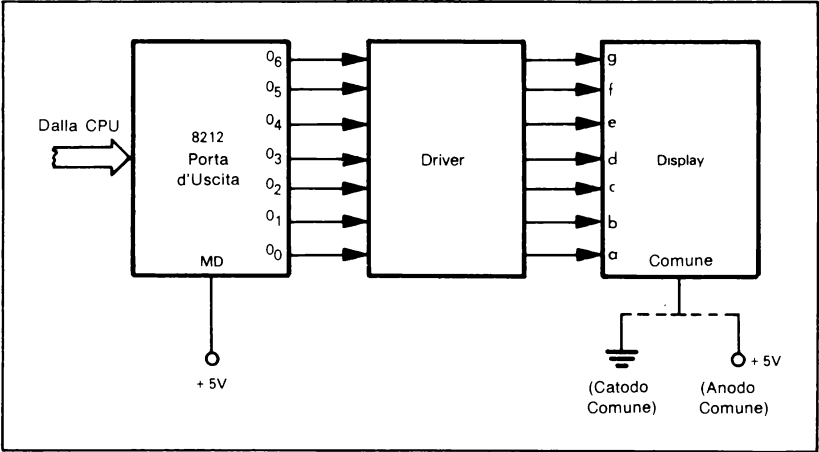 Dalla CPU
8212
Porta
d'Uscita
MD
+ 5V
O6
O5
O4
O3
O2
O1
O0
Driver
g
f
e
d
c
b
a
Display
Comune
(Catodo
Comune)
+ 5V
(Anodo
Comune)